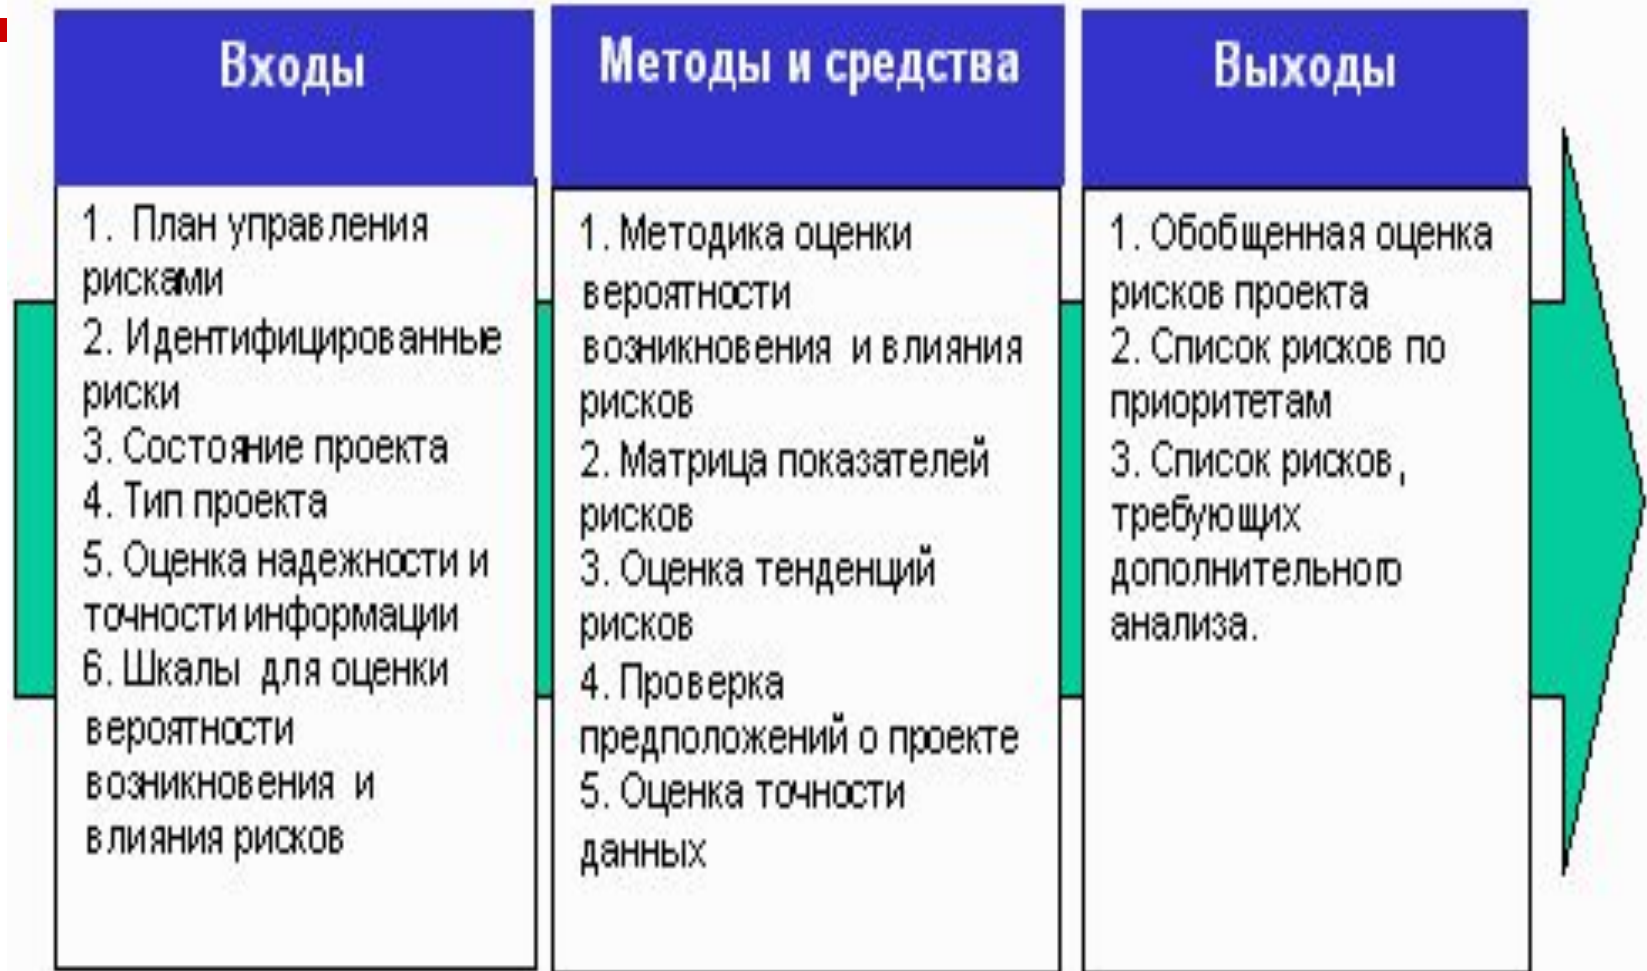 Входы
1. План управления
рисками
2. Идентифицированные
риски
3. Состояние проекта
4. Тип проекта
5. Оценка надежности и
точности информации
6. Шкалы для оценки
вероятности
возникновения и
влияния рисков
Методы и средства
1. Методика оценки
вероятности
возникновения и влияния
рисков
2. Матрица показателей
рисков
3. Оценка тенденций
рисков
4. Проверка
предположений о проекте
5. Оценка точности
данных
Выходы
1. Обобщенная оценка
рисков проекта
2. Список рисков по
приоритетам
3. Список рисков,
требующих
дополнительного
анализа.